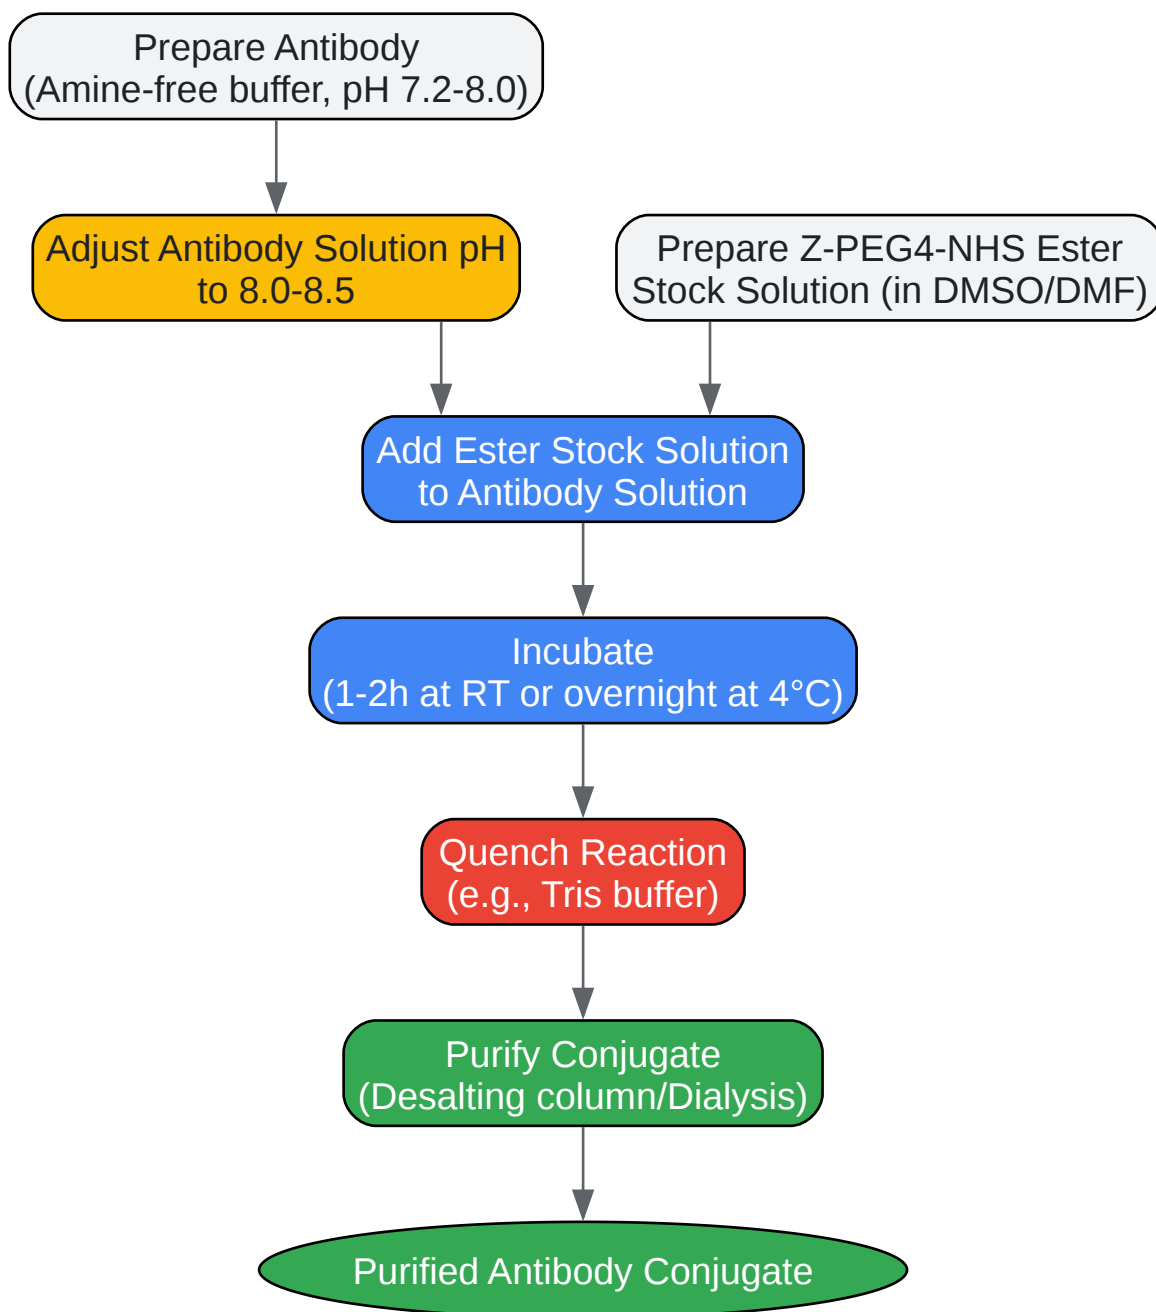 Prepare Antibody
(Amine-free buffer, pH 7.2-8.0)
Adjust Antibody Solution pH
to 8.0-8.5
Prepare Z-PEG4-NHS Ester
Stock Solution (in DMSO/DMF)
Add Ester Stock Solution
to Antibody Solution
Incubate
(1-2h at RT or overnight at 4°C)
Quench Reaction
(e.g., Tris buffer)
Purify Conjugate
(Desalting column/Dialysis)
Purified Antibody Conjugate